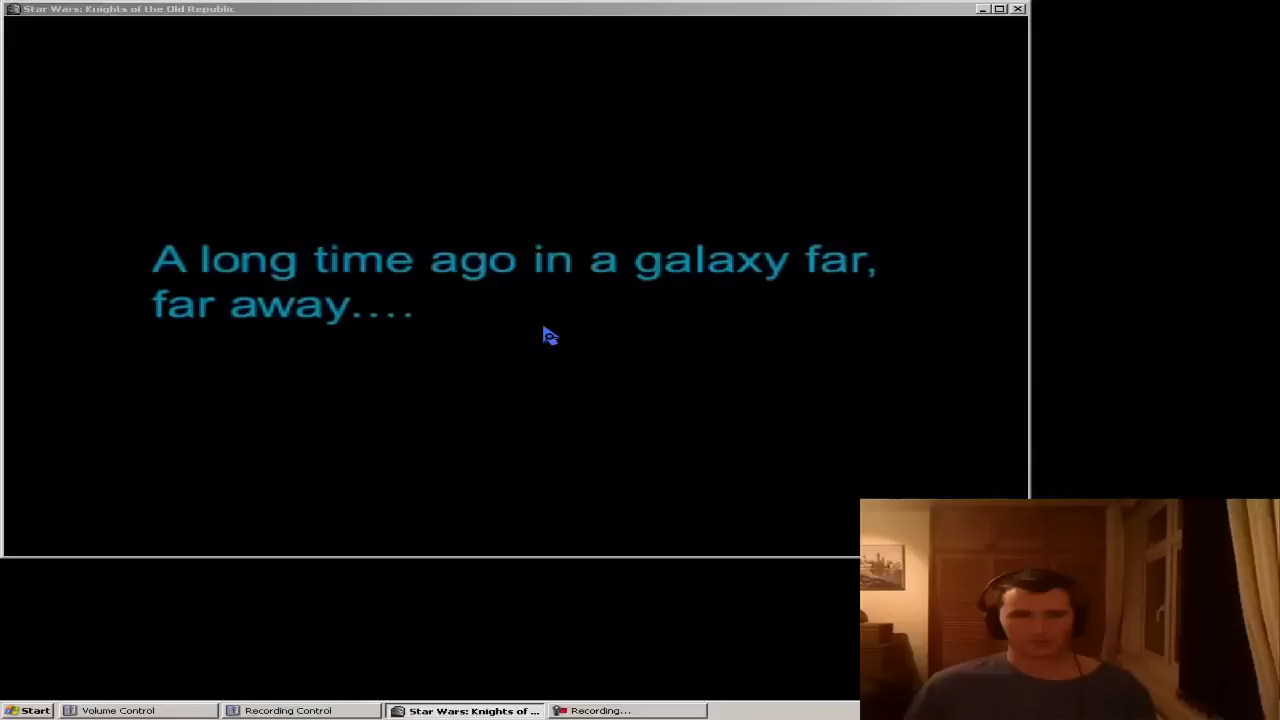 Star Wars: Knights of the Old Republic
A long time ago in a galaxy far,
far away....
Start
Volume Control
Recording Control
Star Wars: Knights of ...
Recording...